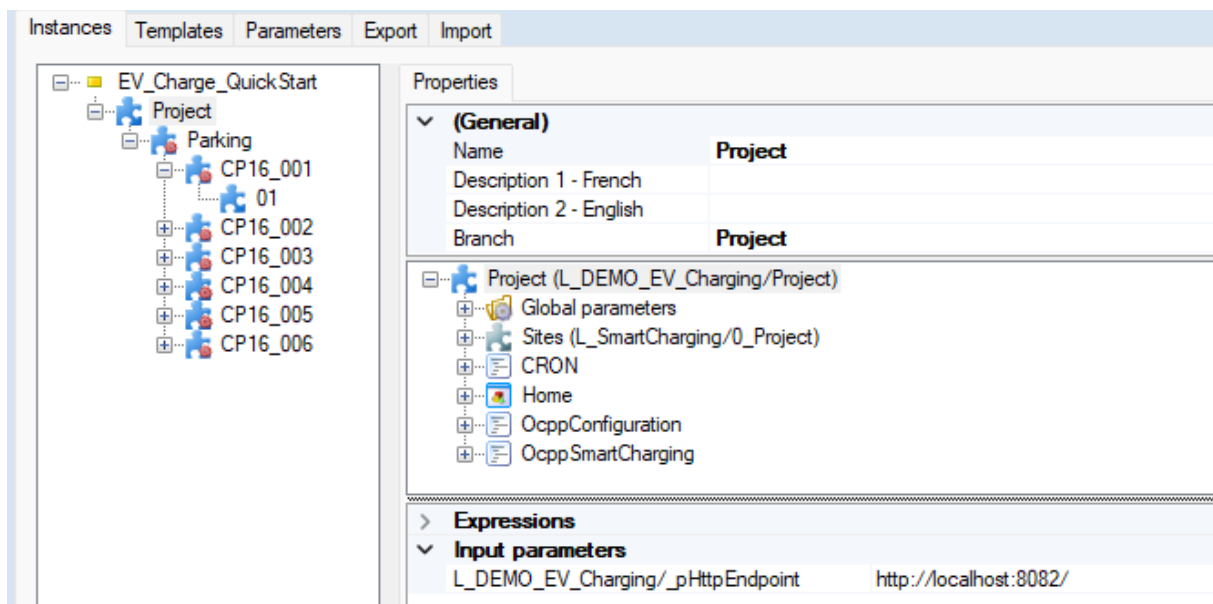 Instances Templates Parameters Export Import
EV_Charge_QuickStart
Project
Parking
CP16_001
01
CP16_002
CP16_003
CP16_004
CP16_005
CP16_006
Properties
(General)
Name Project
Description 1 - French
Description 2 - English
Branch Project
Project (L_DEMO_EV_Charging/Project)
Global parameters
Sites (L_SmartCharging/0_Project)
CRON
Home
OcppConfiguration
OcppSmartCharging
Expressions
Input parameters
L_DEMO_EV_Charging/_pHttpEndpoint http://localhost:8082/